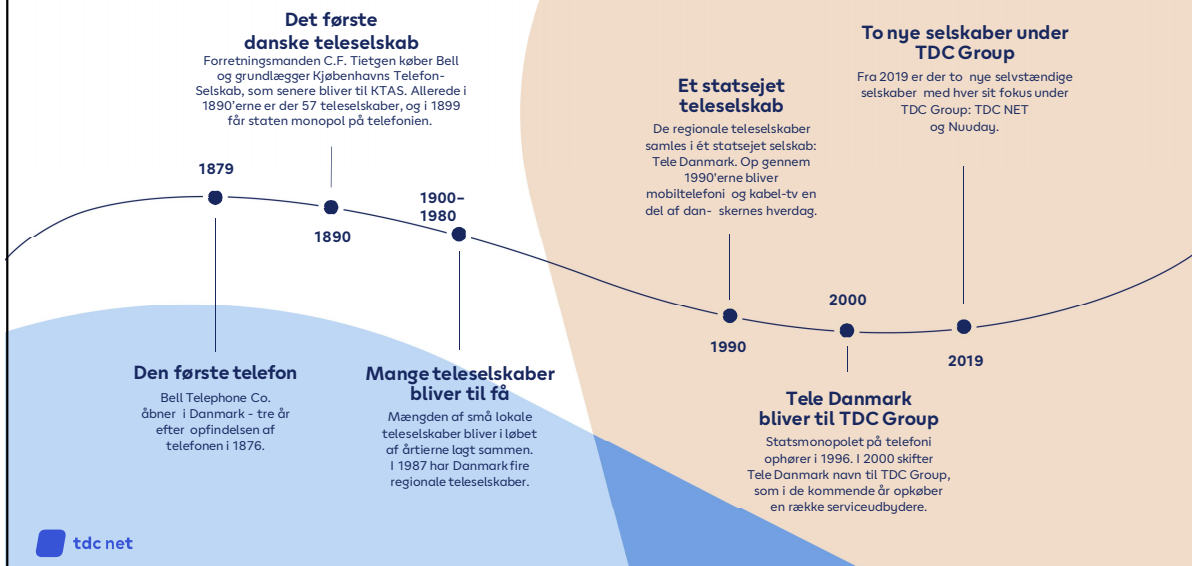 Det første
danske teleselskab
Forretningsmanden C.F. Tietgen køber Bell
og grundlægger Kjøbenhavns Telefon-
Selskab, som senere bliver til KTAS. Allerede i
1890'erne er der 57 teleselskaber, og i 1899
får staten monopol på telefonien.
1879
1890
1900–
1980
Den første telefon
Bell Telephone Co.
åbner i Danmark - tre år
efter opfindelsen af
telefonen i 1876.
Mange teleselskaber
bliver til få
Mængden af små lokale
teleselskaber bliver i løbet
af årtierne lagt sammen.
I 1987 har Danmark fire
regionale teleselskaber.
Et statsejet
teleselskab
De regionale teleselskaber
samles i ét statsejet selskab:
Tele Danmark. Op gennem
1990'erne bliver
mobiltelefoni og kabel-tv en
del af dan- skernes hverdag.
1990
2000
Tele Danmark
bliver til TDC Group
Statsmonopolet på telefoni
ophører i 1996. I 2000 skifter
Tele Danmark navn til TDC Group,
som i de kommende år opkøber
en række serviceudbydere.
To nye selskaber under
TDC Group
Fra 2019 er der to nye selvstændige
selskaber med hver sit fokus under
TDC Group: TDC NET
og Nuuday.
2019
tdc net